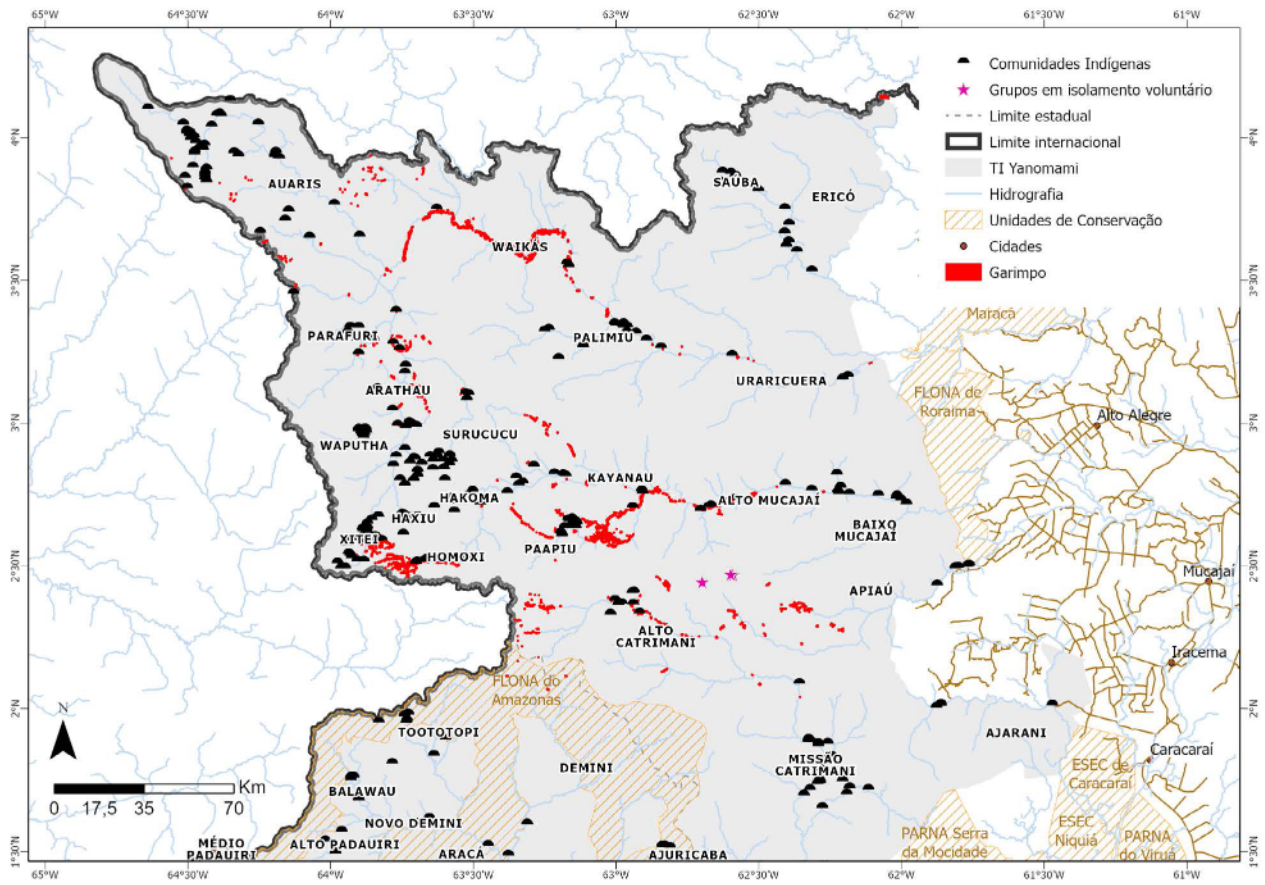 65°W
64°30'W
64°W
63°30'W
63°W
62°30'W
62°W
61°30'W
61°W
4°N
3°30'N
3°N
2°30'N
2°N
1°30'N
4°N
3°30'N
3°N
2°30'N
2°N
1°30'N
Comunidades Indígenas
Grupos em isolamento voluntário
Limite estadual
Limite internacional
TI Yanomami
Hidrografia
Unidades de Conservação
Cidades
Garimpo
AUARIS
SAUBA
ERICÓ
WAIKÁS
Maracá
PARAFURI
PALIMIU
URARICUERA
ARATHAU
FLONA de
Roraima
Alto Alegre
WAPUTHA
SURUCUCU
KAYANAU
HAKOMA
ALTO MUCAJAÍ
HAXIU
BAIXO
MUCAJAÍ
XITEI
PAAPIU
HOMOXI
Mucajaí
APIAÚ
ALTO
CATRIMANI
Iracema
FLONA do
Amazonas
N
TOOTOTOPI
AJARANI
DEMINI
Caracaraí
MISSÃO
CATRIMANI
ESEC de
Caracaraí
Km
0 17,5 35 70
BALAWAU
NOVO DEMINI
ESEC
Niquiá
PARNA Serra
da Mocidade
PARNA
do Viruá
MÉDIO
PADAUIRI
ALTO PADAUIRI
ARACÁ
AJURICABA
65°W
64°30'W
64°W
63°30'W
63°W
62°30'W
62°W
61°30'W
61°W